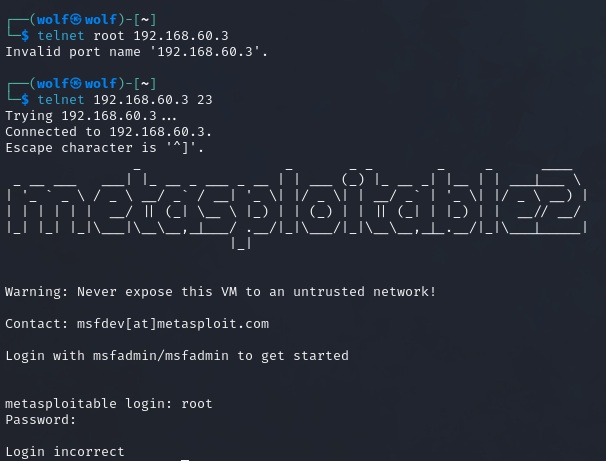 ┌──(wolf㉿wolf)-[~]
└─$ telnet root 192.168.60.3
Invalid port name '192.168.60.3'.
┌──(wolf㉿wolf)-[~]
└─$ telnet 192.168.60.3 23
Trying 192.168.60.3...
Connected to 192.168.60.3.
Escape character is '^]'.
metasploitable2
Warning: Never expose this VM to an untrusted network!
Contact: msfdev[at]metasploit.com
Login with msfadmin/msfadmin to get started
metasploitable login: root
Password:
Login incorrect